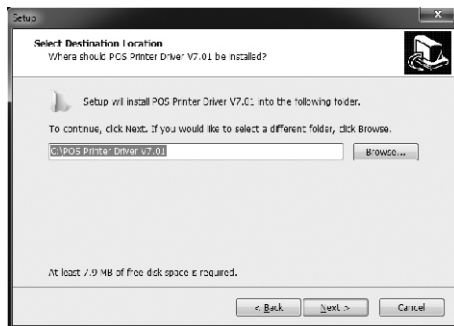 Setup
Select Destination Location
Where should POS Printer Driver V7.01 be installed?
Setup will install POS Printer Driver V7.01 into the following folder.
To continue, click Next. If you would like to select a different folder, click Browse.
C:\POS Printer Driver V7.01
Browse...
At least 7.9 MB of free disk space is required.
< Back
Next >
Cancel